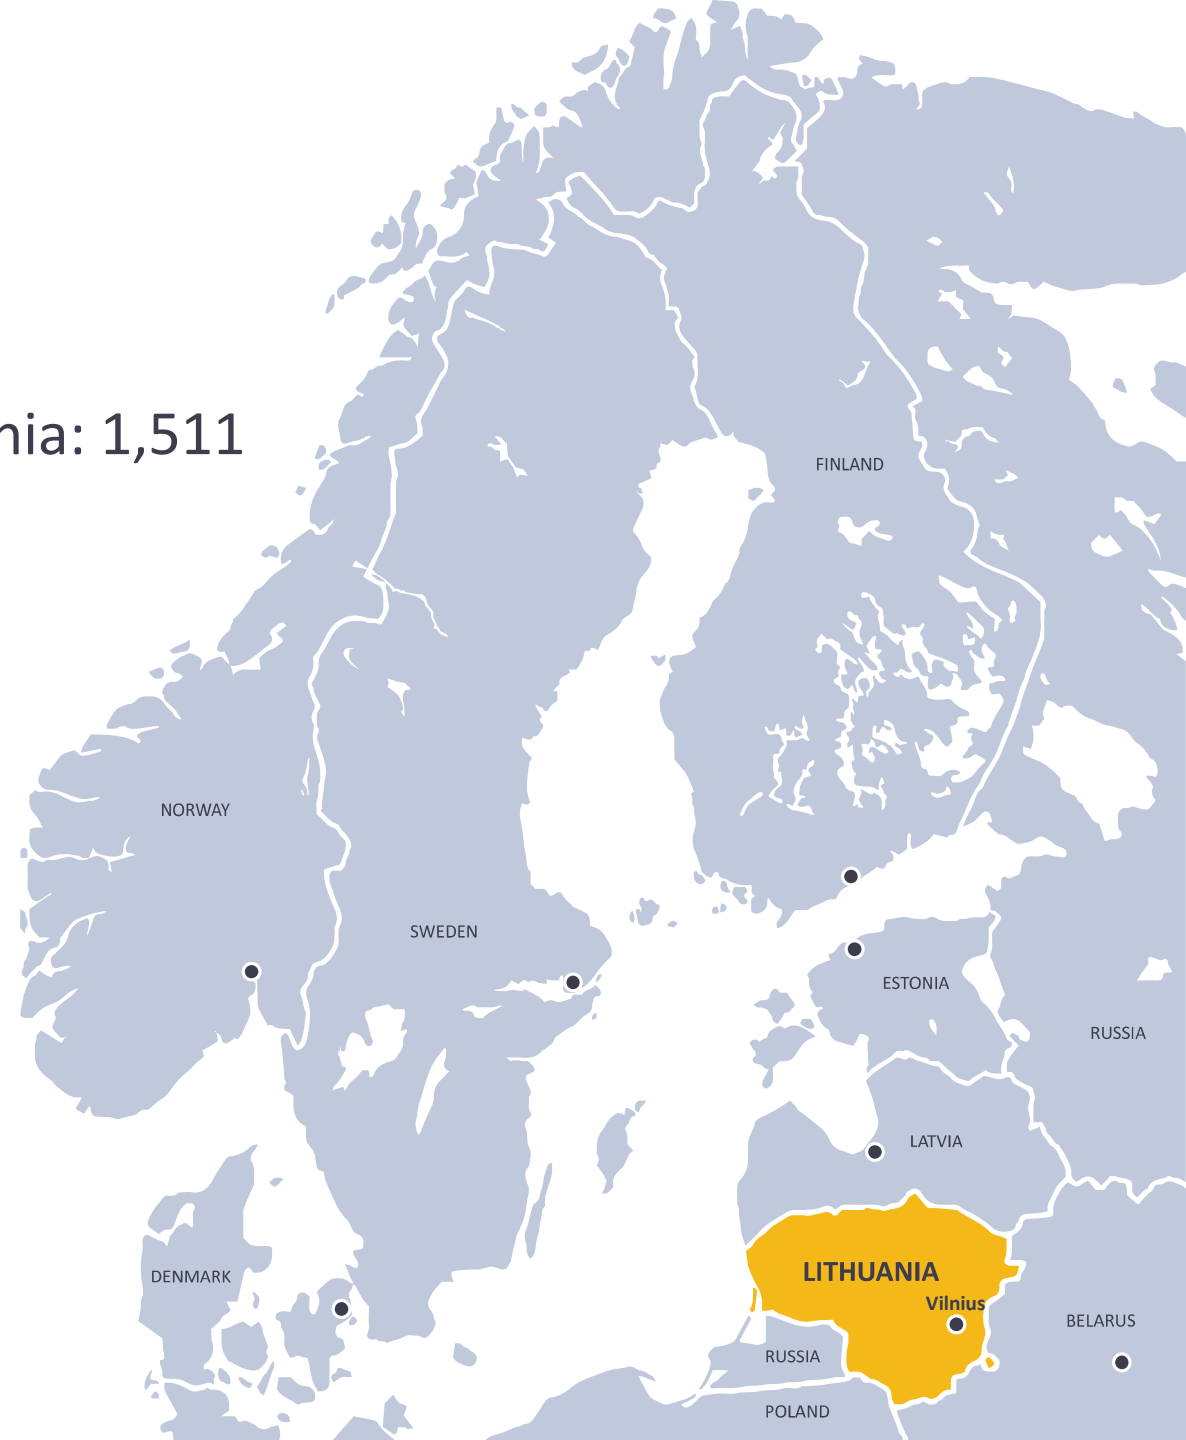 nia: 1,511
FINLAND
NORWAY
SWEDEN
ESTONIA
RUSSIA
LATVIA
LITHUANIA
DENMARK
Vilnius
BELARUS
RUSSIA
POLAND